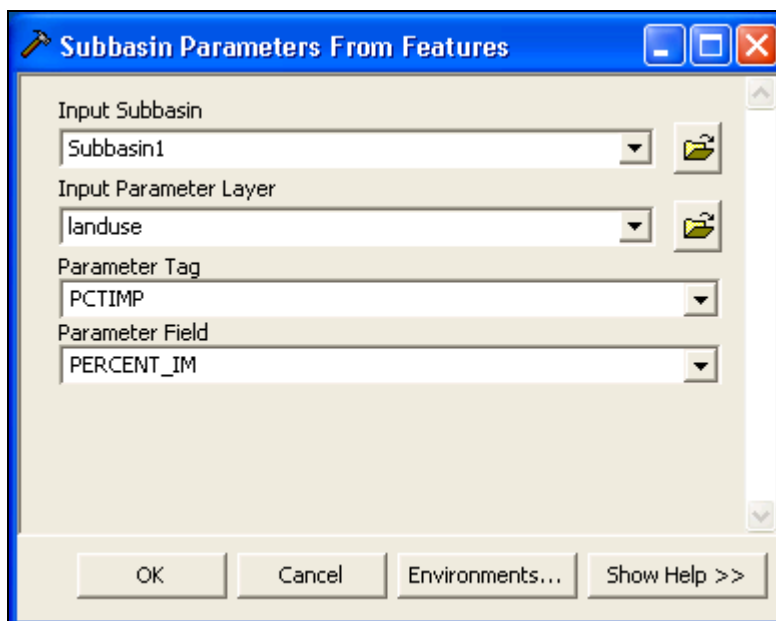 Subbasin Parameters From Features
Input Subbasin
Subbasin1
Input Parameter Layer
landuse
Parameter Tag
PCTIMP
Parameter Field
PERCENT_IM
OK Cancel Environments... Show Help >>